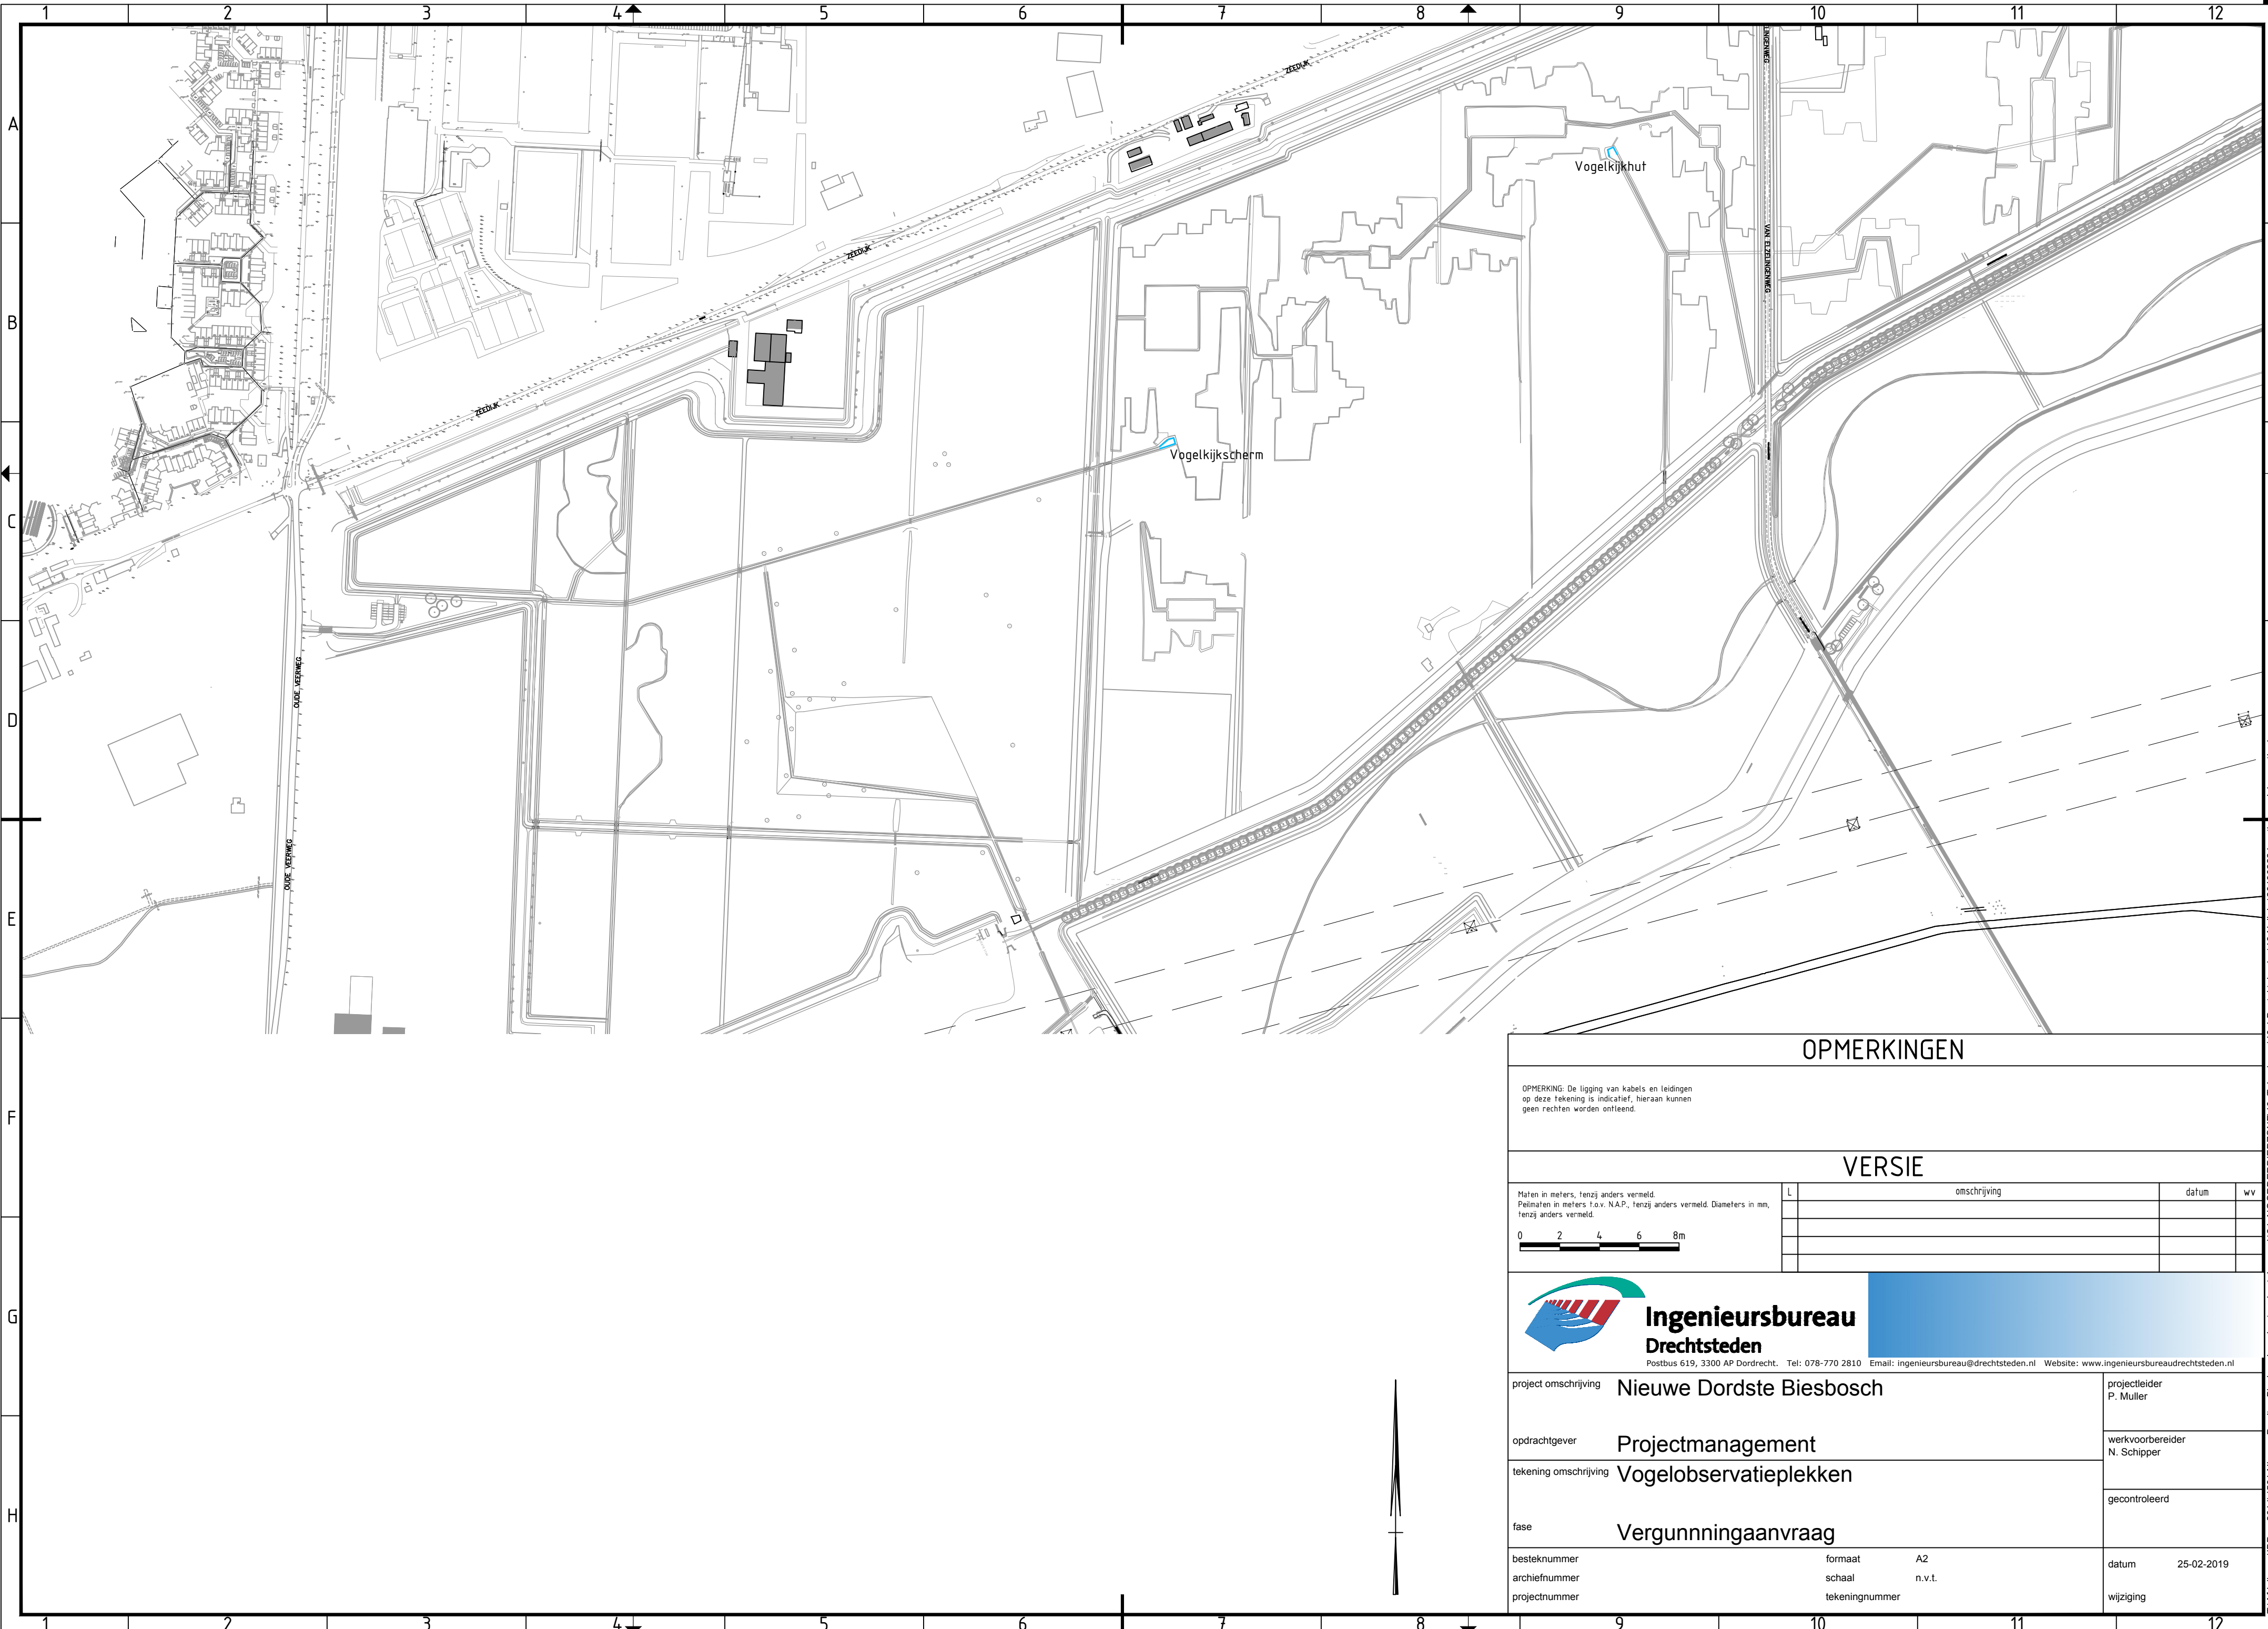 1 2 3 4 5 6 7 8 9 10 11 12
A
B
C
D
E
F
G
H
ZEEDIJK
INGENWEG
Vogelkijkhut
ZEEDIJK
VAN ELZELINGENWEG
ZEEDIJK
Vogelkijkscherm
OUDE VEERWEG
OUDE VEERWEG
OPMERKINGEN
OPMERKING: De ligging van kabels en leidingen
op deze tekening is indicatief, hieraan kunnen
geen rechten worden ontleend.
VERSIE
Maten in meters, tenzij anders vermeld.
Peilmaten in meters t.o.v. N.A.P., tenzij anders vermeld. Diameters in mm,
tenzij anders vermeld.
0 2 4 6 8m
L omschrijving datum wv
Ingenieursbureau
Drechtsteden
Postbus 619, 3300 AP Dordrecht. Tel: 078-770 2810 Email: ingenieursbureau@drechtsteden.nl Website: www.ingenieursbureaudrechtsteden.nl
project omschrijving Nieuwe Dordste Biesbosch
projectleider
P. Muller
opdrachtgever Projectmanagement
werkvoorbereider
N. Schipper
tekening omschrijving Vogelobservatieplekken
gecontroleerd
fase Vergunnningaanvraag
besteknummer formaat A2
archiefnummer schaal n.v.t.
projectnummer tekeningnummer
datum 25-02-2019
wijziging
1 2 3 4 5 6 7 8 9 10 11 12